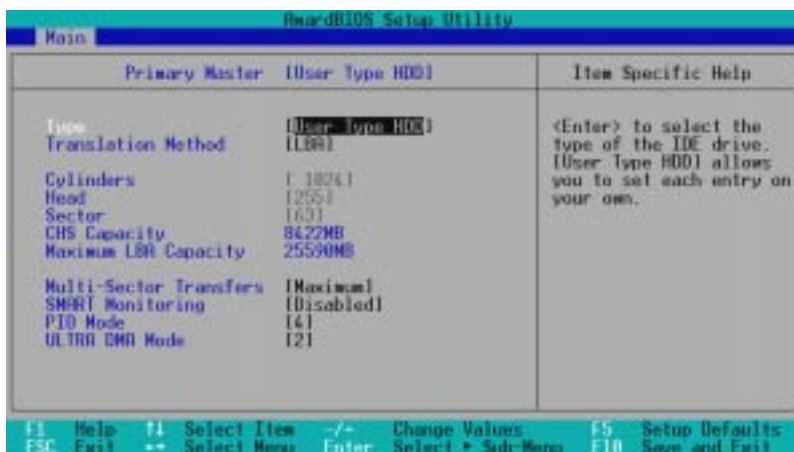 AwardBIOS Setup Utility
Main
Primary Master [User Type HDD] Item Specific Help
Type [User Type HDD] <Enter> to select the
Translation Method [LBA] type of the IDE drive.
[User Type HDD] allows
Cylinders [ 1024] you to set each entry on
Head [255] your own.
Sector [63]
CHS Capacity 8422MB
Maximum LBA Capacity 25590MB
Multi-Sector Transfers [Maximum]
SMART Monitoring [Disabled]
PIO Mode [4]
ULTRA DMA Mode [2]
F1 Help ↑↓ Select Item -/+ Change Values F5 Setup Defaults
ESC Exit ←→ Select Menu Enter Select ► Sub-Menu F10 Save and Exit